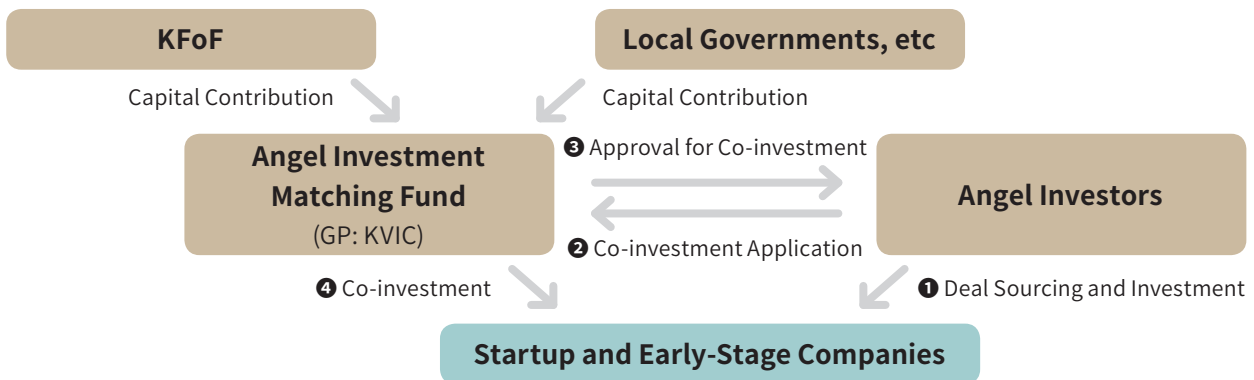 KFoF
Local Governments, etc
Capital Contribution
Capital Contribution
Angel Investment
Matching Fund
(GP: KVIC)
❸ Approval for Co-investment
❷ Co-investment Application
Angel Investors
❹ Co-investment
❶ Deal Sourcing and Investment
Startup and Early-Stage Companies